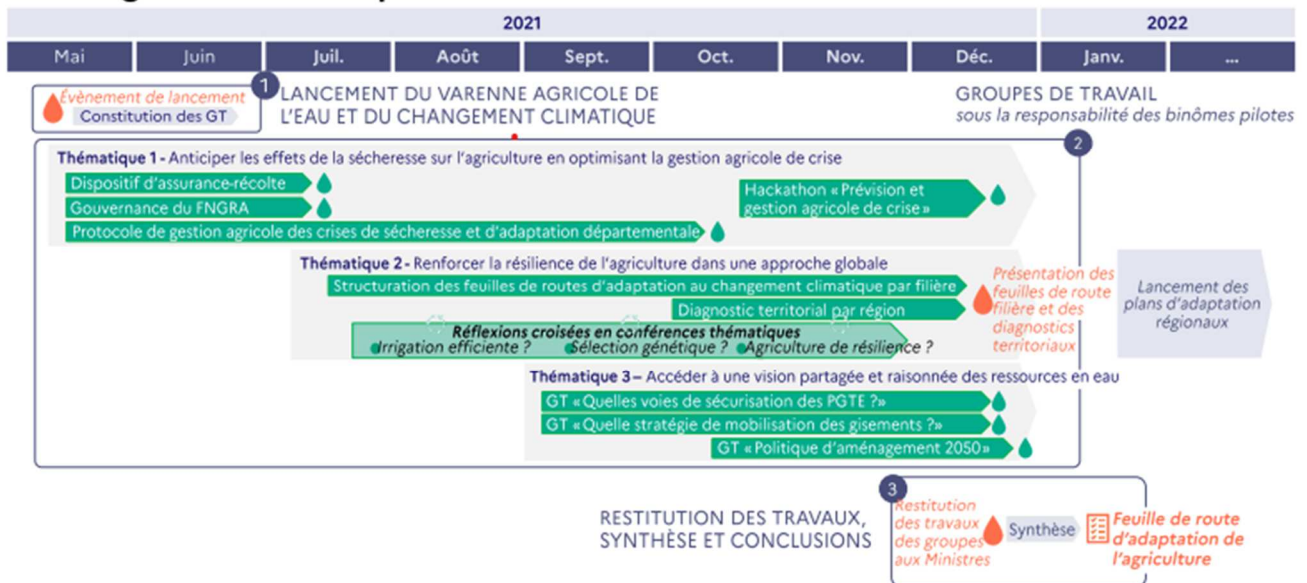 2021
2022
Mai
Juin
Juil.
Août
Sept.
Oct.
Nov.
Déc.
Janv.
...
Évènement de lancement
Constitution des GT
1
LANCEMENT DU VARENNE AGRICOLE DE
L'EAU ET DU CHANGEMENT CLIMATIQUE
GROUPES DE TRAVAIL
sous la responsabilité des binômes pilotes
2
Thématique 1 - Anticiper les effets de la sécheresse sur l'agriculture en optimisant la gestion agricole de crise
Dispositif d'assurance-récolte
Gouvernance du FNGRA
Protocole de gestion agricole des crises de sécheresse et d'adaptation départementale
Hackathon « Prévision et
gestion agricole de crise »
Thématique 2 - Renforcer la résilience de l'agriculture dans une approche globale
Structuration des feuilles de routes d'adaptation au changement climatique par filière
Diagnostic territorial par région
Réflexions croisées en conférences thématiques
Irrigation efficiente ?
Sélection génétique ?
Agriculture de résilience ?
Présentation des
feuilles de route
filière et des
diagnostics
territoriaux
Lancement des
plans d'adaptation
régionaux
Thématique 3 – Accéder à une vision partagée et raisonnée des ressources en eau
GT « Quelles voies de sécurisation des PGTE ?»
GT « Quelle stratégie de mobilisation des gisements ?»
GT « Politique d'aménagement 2050 »
3
RESTITUTION DES TRAVAUX,
SYNTHÈSE ET CONCLUSIONS
Restitution
des travaux
des groupes
aux Ministres
Synthèse
Feuille de route
d'adaptation de
l'agriculture